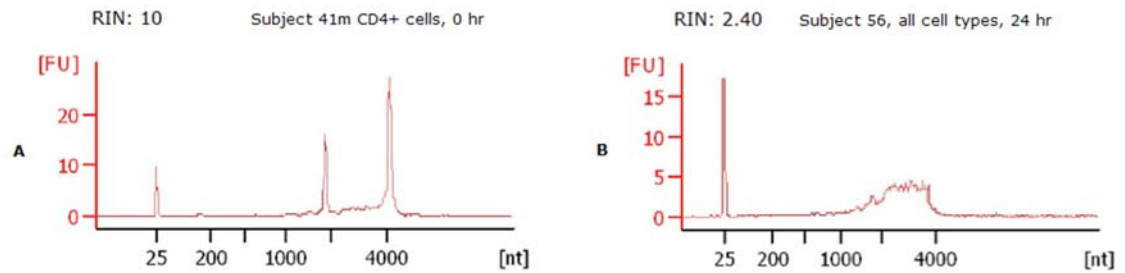 RIN: 10 Subject 41m CD4+ cells, 0 hr
[FU]
20
10
0
A
25 200 1000 4000 [nt]
RIN: 2.40 Subject 56, all cell types, 24 hr
[FU]
15
10
5
0
B
25 200 1000 4000 [nt]